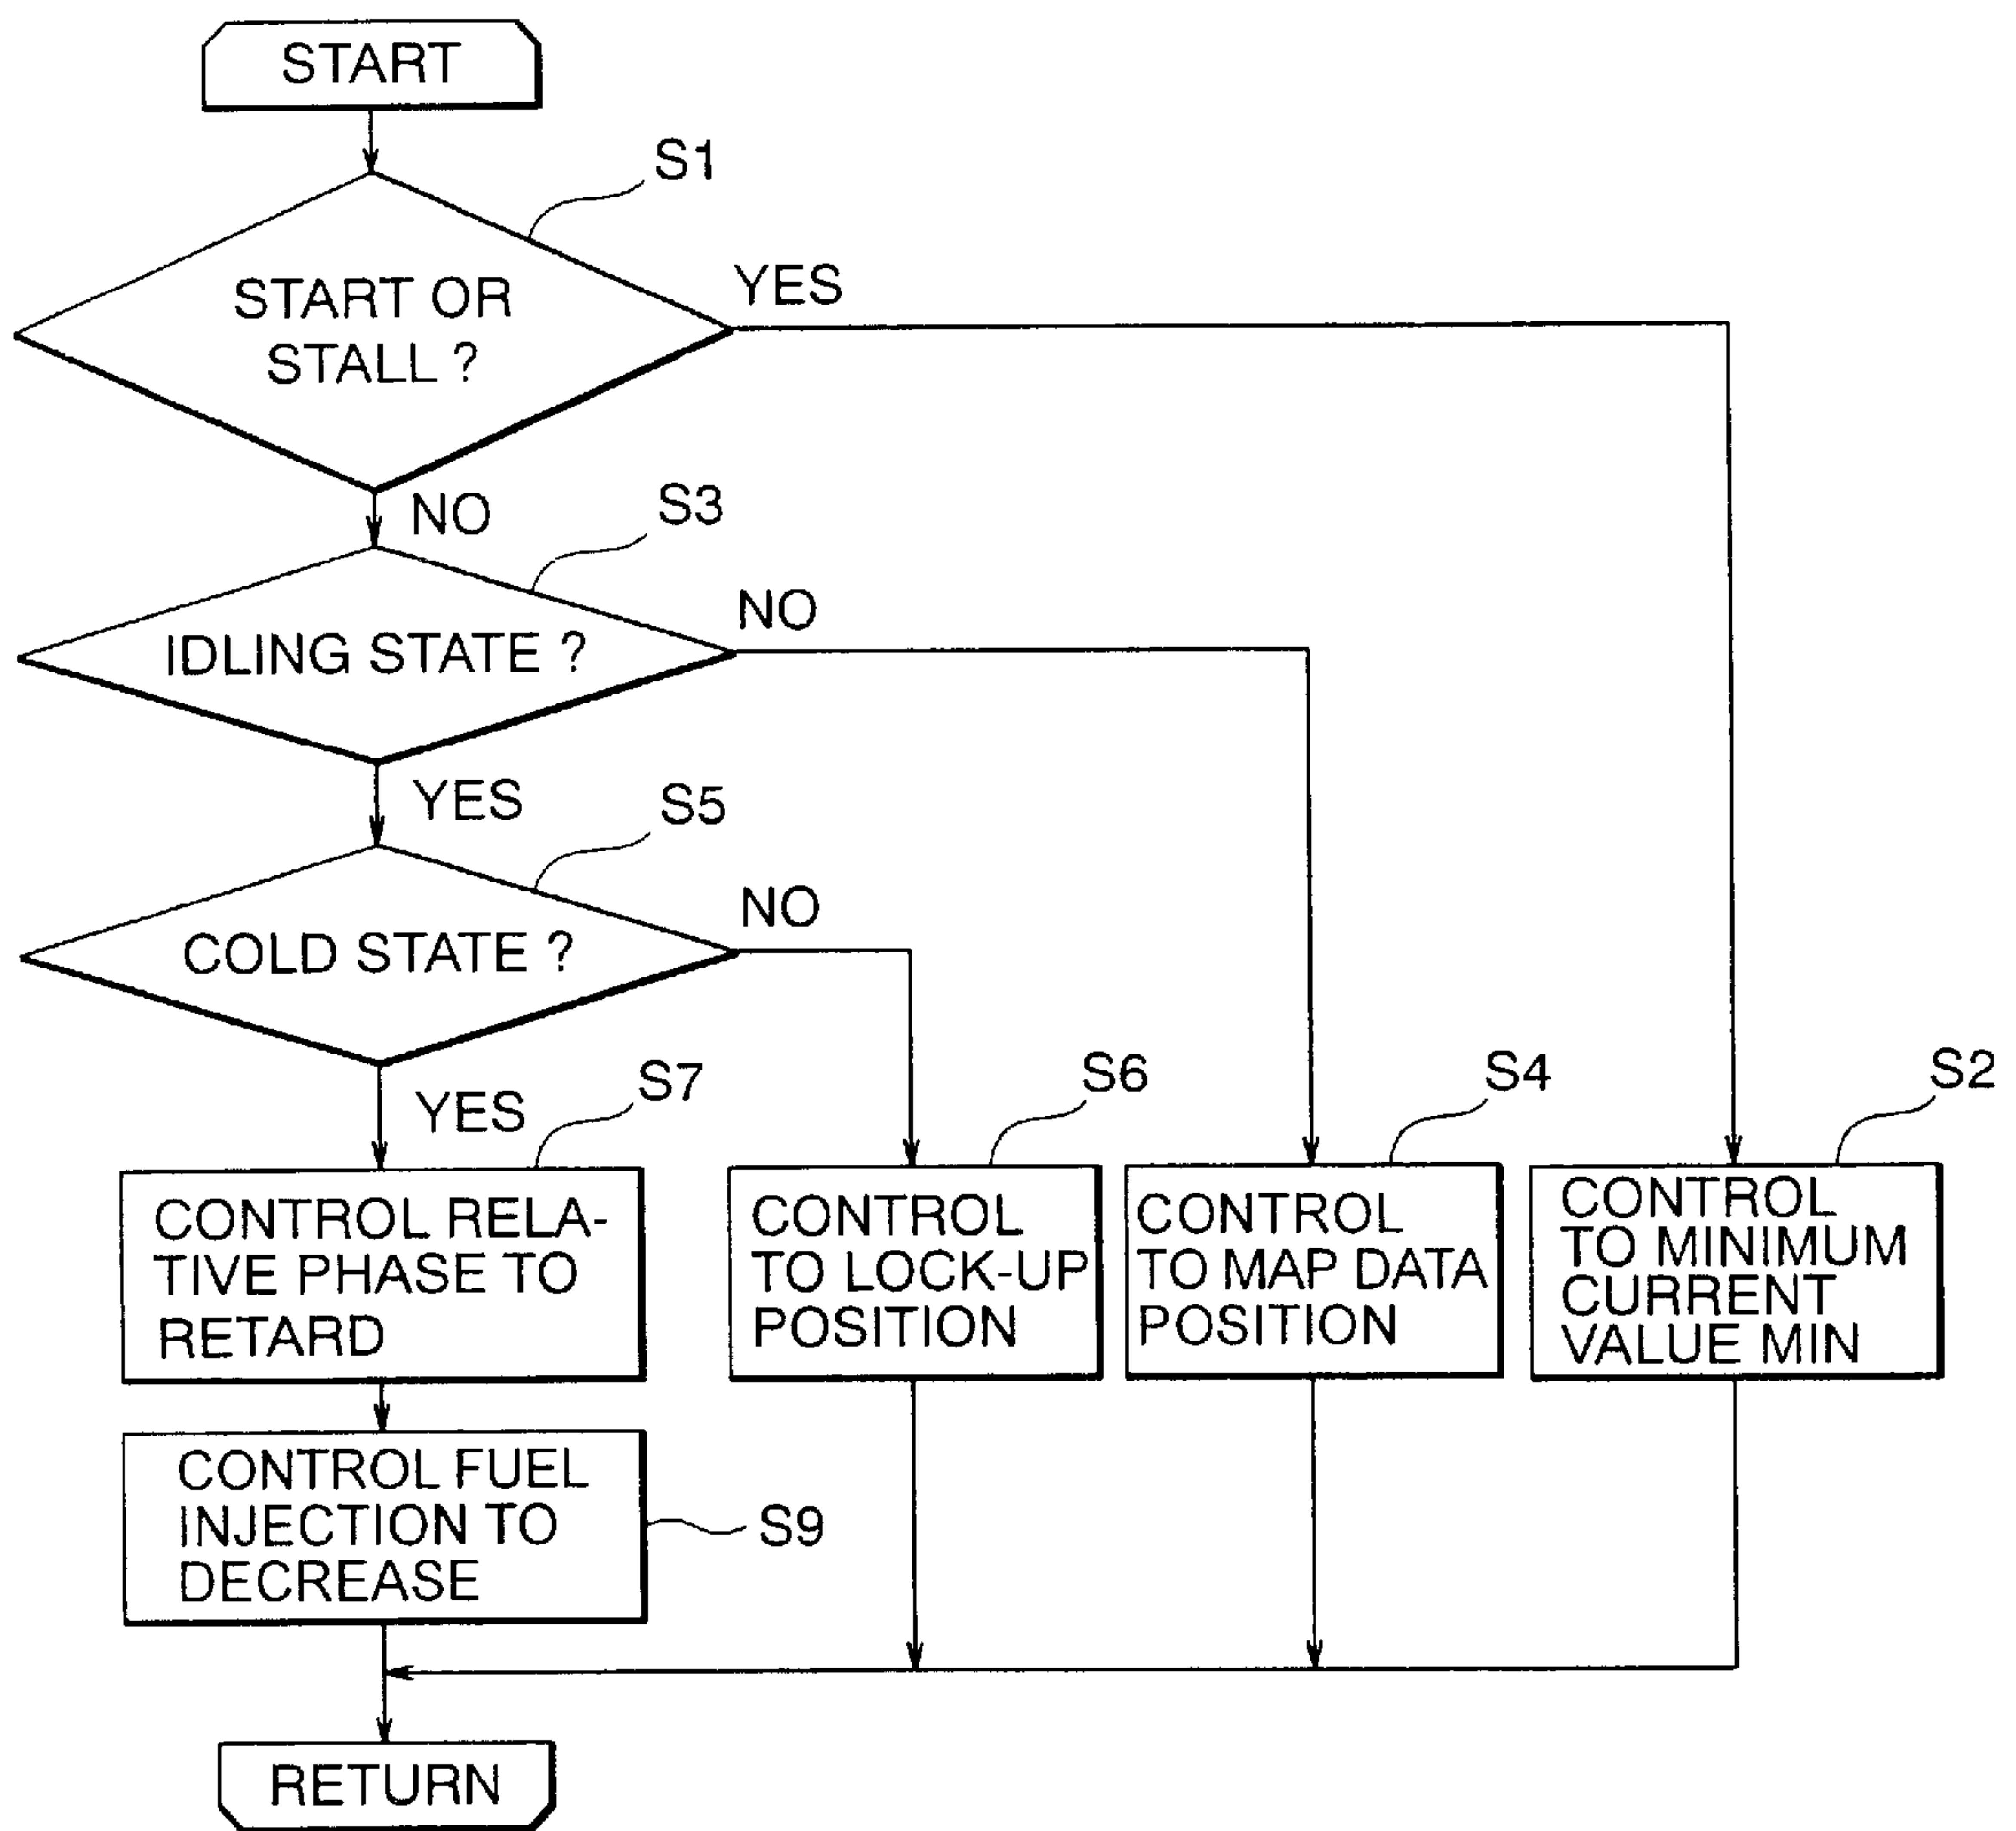 START
S1
START OR
STALL ?
YES
NO
S3
IDLING STATE ?
NO
YES
S5
COLD STATE ?
NO
YES
S7
S6
S4
S2
CONTROL RELA-
TIVE PHASE TO
RETARD
CONTROL
TO LOCK-UP
POSITION
CONTROL
TO MAP DATA
POSITION
CONTROL
TO MINIMUM
CURRENT
VALUE MIN
CONTROL FUEL
INJECTION TO
DECREASE
S9
RETURN